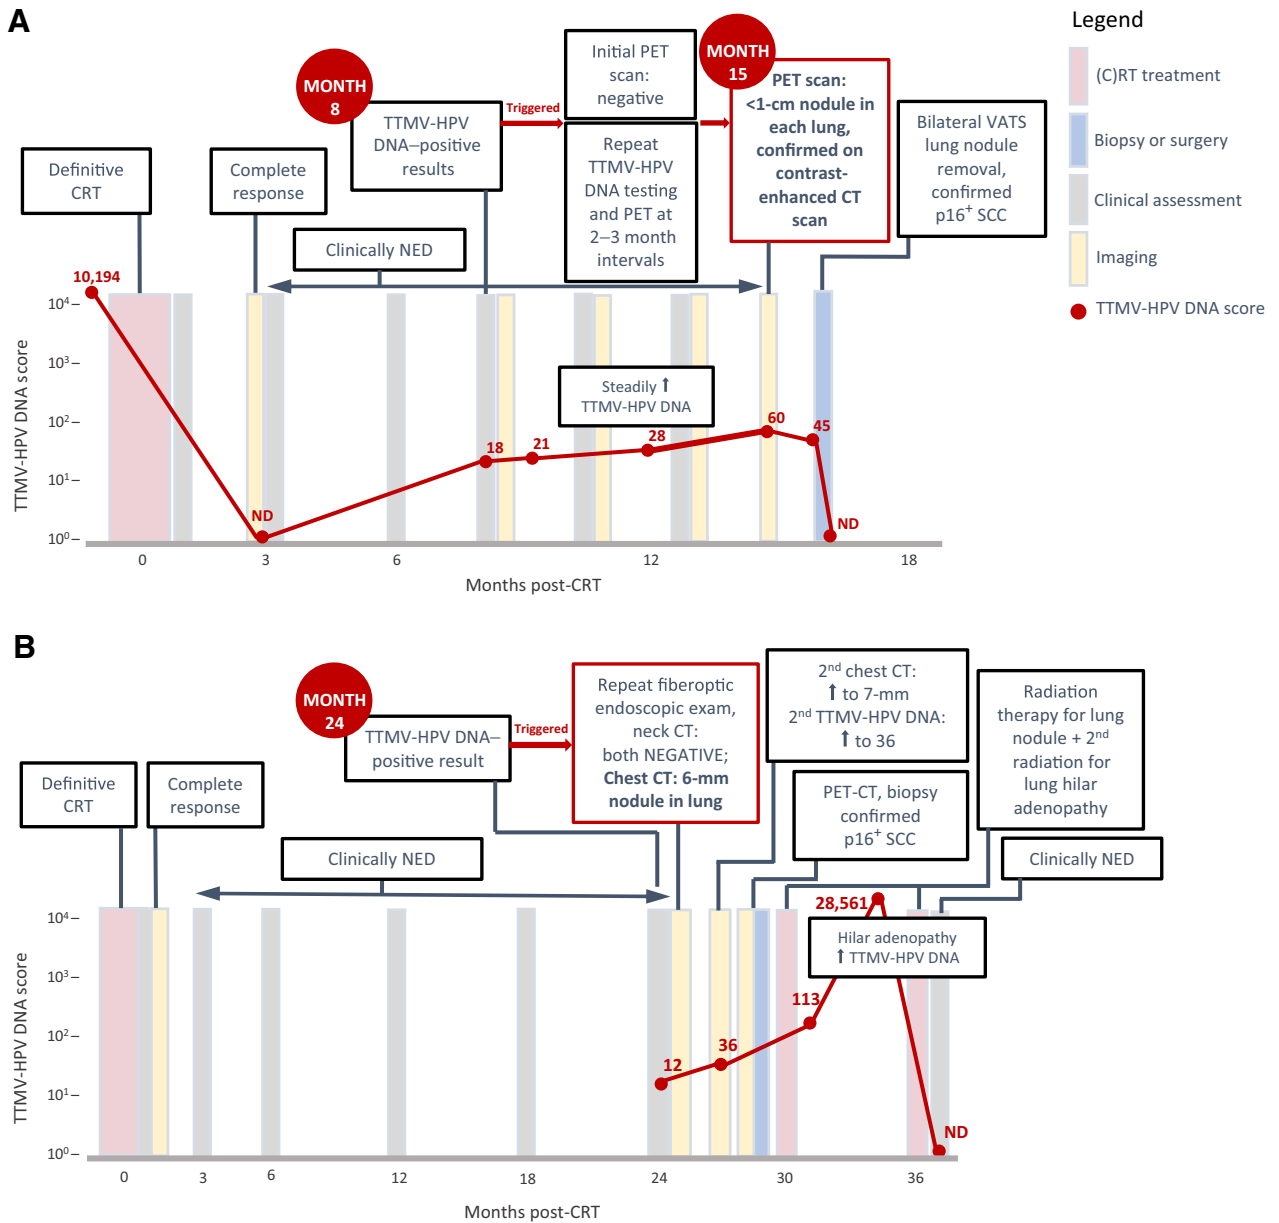 A
Legend
(C)RT treatment
Biopsy or surgery
Clinical assessment
Imaging
TTMV-HPV DNA score
MONTH
8
TTMV-HPV
DNA–positive
results
Triggered
Initial PET
scan:
negative
Repeat
TTMV-HPV
DNA testing
and PET at
2–3 month
intervals
MONTH
15
PET scan:
<1-cm nodule in
each lung,
confirmed on
contrast-
enhanced CT
scan
Bilateral VATS
lung nodule
removal,
confirmed
p16⁺ SCC
Definitive
CRT
Complete
response
Clinically NED
10,194
Steadily ⬆
TTMV-HPV DNA
ND
18
21
28
60
45
ND
TTMV-HPV DNA score
10⁴
10³
10²
10¹
10⁰
0
3
6
12
18
Months post-CRT
B
MONTH
24
TTMV-HPV DNA–
positive result
Triggered
Repeat fiberoptic
endoscopic exam,
neck CT:
both NEGATIVE;
Chest CT: 6-mm
nodule in lung
2ⁿᵈ chest CT:
⬆ to 7-mm
2ⁿᵈ TTMV-HPV DNA:
⬆ to 36
PET-CT, biopsy
confirmed
p16⁺ SCC
Radiation
therapy for lung
nodule + 2ⁿᵈ
radiation for
lung hilar
adenopathy
Clinically NED
Definitive
CRT
Complete
response
Clinically NED
28,561
Hilar adenopathy
⬆ TTMV-HPV DNA
12
36
113
ND
TTMV-HPV DNA score
10⁴
10³
10²
10¹
10⁰
0
3
6
12
18
24
30
36
Months post-CRT